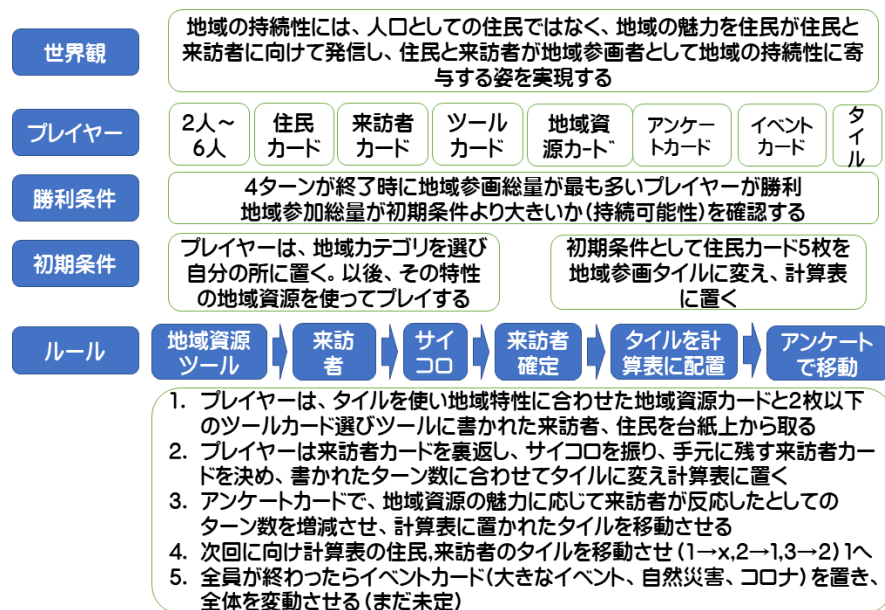 世界観
地域の持続性には、人口としての住民ではなく、地域の魅力を住民が住民と
来訪者に向けて発信し、住民と来訪者が地域参画者として地域の持続性に寄
与する姿を実現する
プレイヤー
2人～
6人
住民
カード
来訪者
カード
ツール
カード
地域資
源カード
アンケー
トカード
イベント
カード
タイル
勝利条件
4ターンが終了時に地域参画総量が最も多いプレイヤーが勝利
地域参加総量が初期条件より大きいか(持続可能性)を確認する
初期条件
プレイヤーは、地域カテゴリを選び
自分の所に置く。以後、その特性
の地域資源を使ってプレイする
初期条件として住民カード5枚を
地域参画タイルに変え、計算表
に置く
ルール
地域資源
ツール
来訪
者
サイ
コロ
来訪者
確定
タイルを計
算表に配置
アンケート
で移動
1. プレイヤーは、タイルを使い地域特性に合わせた地域資源カードと2枚以下
のツールカード選びツールに書かれた来訪者、住民を台紙上から取る
2. プレイヤーは来訪者カードを裏返し、サイコロを振り、手元に残す来訪者カー
ドを決め、書かれたターン数に合わせてタイルに変え計算表に置く
3. アンケートカードで、地域資源の魅力に応じて来訪者が反応したとしての
ターン数を増減させ、計算表に置かれたタイルを移動させる
4. 次回に向け計算表の住民,来訪者のタイルを移動させ(1→x,2→1,3→2)1へ
5. 全員が終わったらイベントカード(大きなイベント、自然災害、コロナ)を置き、
全体を変動させる(まだ未定)